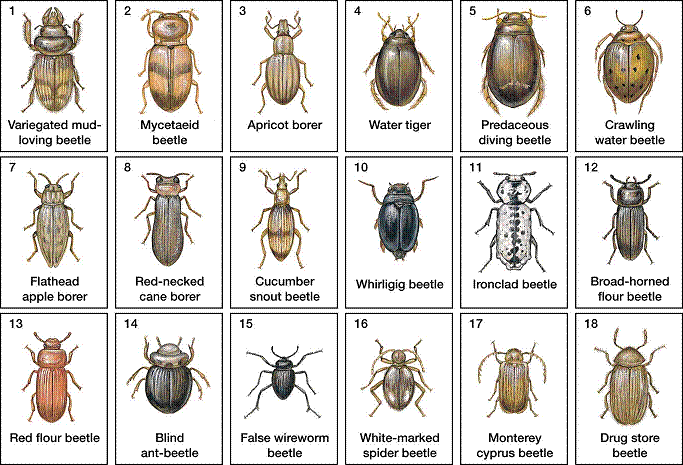 1
Variegated mud-
loving beetle
2
Mycetaeid
beetle
3
Apricot borer
4
Water tiger
5
Predaceous
diving beetle
6
Crawling
water beetle
7
Flathead
apple borer
8
Red-necked
cane borer
9
Cucumber
snout beetle
10
Whirligig beetle
11
Ironclad beetle
12
Broad-horned
flour beetle
13
Red flour beetle
14
Blind
ant-beetle
15
False wireworm
beetle
16
White-marked
spider beetle
17
Monterey
cyprus beetle
18
Drug store
beetle